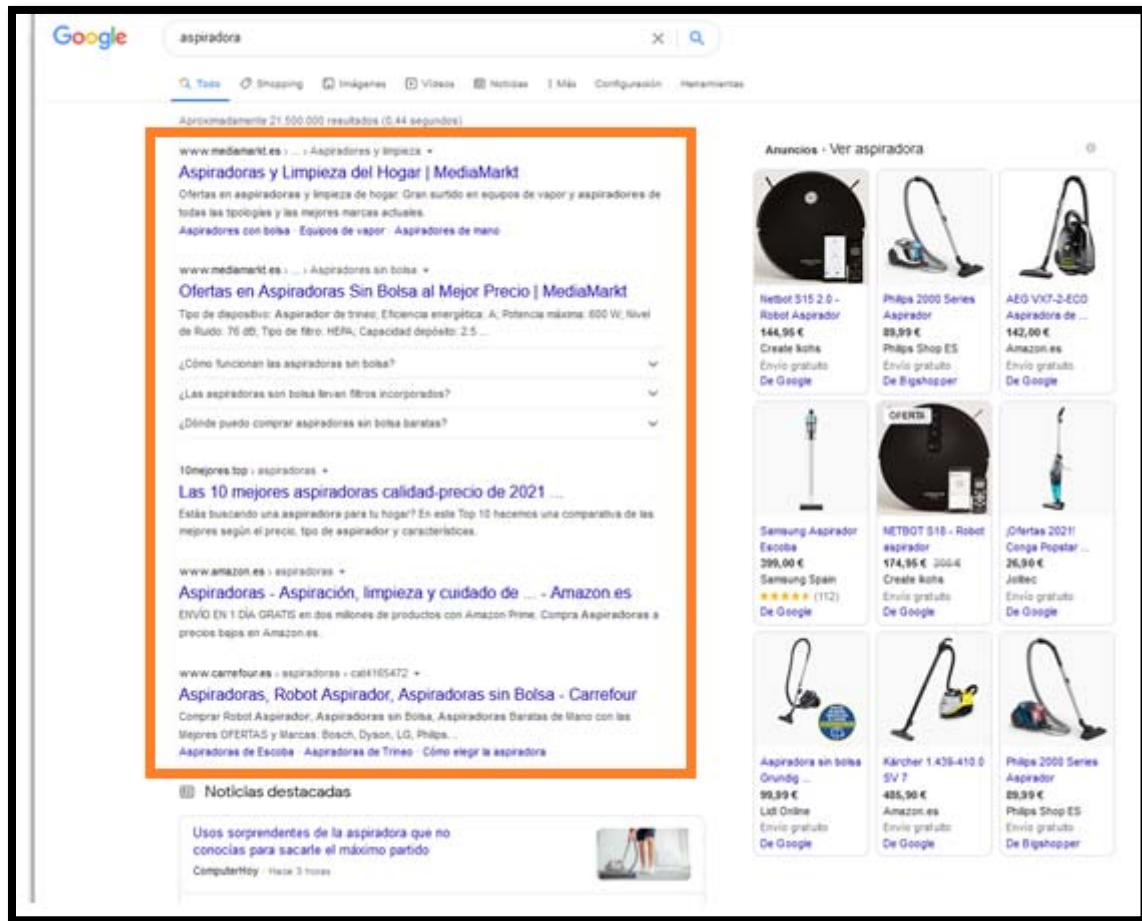 Google
aspiradora
Todo Shopping Imágenes Vídeos Noticias Más Configuración Herramientas
Aproximadamente 21.500.000 resultados (0,44 segundos)
www.mediamarkt.es › ... › Aspiradores y limpieza
Aspiradoras y Limpieza del Hogar | MediaMarkt
Ofertas en aspiradoras y limpieza de hogar. Gran surtido en equipos de vapor y aspiradores de
todas las tipologías y las mejores marcas actuales.
Aspiradores con bolsa · Equipos de vapor · Aspiradores de mano
www.mediamarkt.es › ... › Aspiradores sin bolsa
Ofertas en Aspiradoras Sin Bolsa al Mejor Precio | MediaMarkt
Tipo de dispositivo: Aspirador de trineo; Eficiencia energética: A; Potencia máxima: 600 W; Nivel
de Ruido: 76 dB; Tipo de filtro: HEPA; Capacidad depósito: 2.5 ...
¿Cómo funcionan las aspiradoras sin bolsa?
¿Las aspiradoras son bolsa llevan filtros incorporados?
¿Dónde puedo comprar aspiradoras sin bolsa baratas?
10mejores.top › aspiradoras
Las 10 mejores aspiradoras calidad-precio de 2021 ...
Estás buscando una aspiradora para tu hogar? En este Top 10 hacemos una comparativa de las
mejores según el precio, tipo de aspirador y características.
www.amazon.es › aspiradoras
Aspiradoras - Aspiración, limpieza y cuidado de ... - Amazon.es
ENVÍO EN 1 DÍA GRATIS en dos millones de productos con Amazon Prime. Compra Aspiradoras a
precios bajos en Amazon.es.
www.carrefour.es › aspiradoras › cat4165472
Aspiradoras, Robot Aspirador, Aspiradoras sin Bolsa - Carrefour
Comprar Robot Aspirador, Aspiradoras sin Bolsa, Aspiradoras Baratas de Mano con las
Mejores OFERTAS y Marcas: Bosch, Dyson, LG, Philips...
Aspiradoras de Escoba · Aspiradoras de Trineo · Cómo elegir la aspiradora
Noticias destacadas
Usos sorprendentes de la aspiradora que no
conocías para sacarle el máximo partido
ComputerHoy · Hace 3 horas
Anuncios · Ver aspiradora
Netbot S15 2.0 -
Robot Aspirador
144,95 €
Create Ikohs
Envío gratuito
De Google
Philips 2000 Series
Aspirador
89,99 €
Philips Shop ES
Envío gratuito
De Bigshopper
AEG VX7-2-ECO
Aspiradora de ...
142,00 €
Amazon.es
Envío gratuito
De Google
Samsung Aspirador
Escoba
399,00 €
Samsung Spain
(112)
De Google
OFERTA
NETBOT S18 - Robot
aspirador
174,95 € 300 €
Create Ikohs
Envío gratuito
De Google
¡Ofertas 2021!
Conga Popstar ...
26,90 €
Joltec
Envío gratuito
De Google
Aspiradora sin bolsa
Grundig ...
99,99 €
Lidl Online
Envío gratuito
De Google
Kärcher 1.439-410.0
SV 7
485,90 €
Amazon.es
Envío gratuito
De Google
Philips 2000 Series
Aspirador
89,99 €
Philips Shop ES
Envío gratuito
De Bigshopper